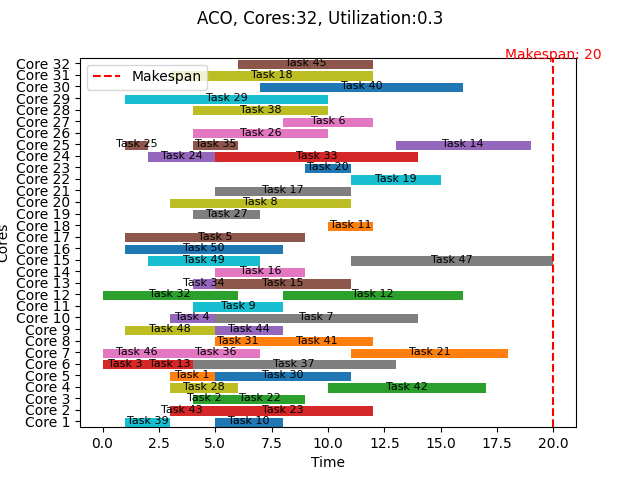 ACO, Cores:32, Utilization:0.3
Makespan: 20
Makespan
Cores
Core 32 Task 45
Core 31 Task 18
Core 30 Task 40
Core 29 Task 29
Core 28 Task 38
Core 27 Task 6
Core 26 Task 26
Core 25 Task 25 Task 35 Task 14
Core 24 Task 24 Task 33
Core 23 Task 20
Core 22 Task 19
Core 21 Task 17
Core 20 Task 8
Core 19 Task 27
Core 18 Task 11
Core 17 Task 5
Core 16 Task 50
Core 15 Task 49 Task 47
Core 14 Task 16
Core 13 Task 34 Task 15
Core 12 Task 32 Task 12
Core 11 Task 9
Core 10 Task 4 Task 7
Core 9 Task 48 Task 44
Core 8 Task 31 Task 41
Core 7 Task 46 Task 36 Task 21
Core 6 Task 3 Task 13 Task 37
Core 5 Task 1 Task 30
Core 4 Task 28 Task 42
Core 3 Task 2 Task 22
Core 2 Task 43 Task 23
Core 1 Task 39 Task 10
0.0 2.5 5.0 7.5 10.0 12.5 15.0 17.5 20.0
Time